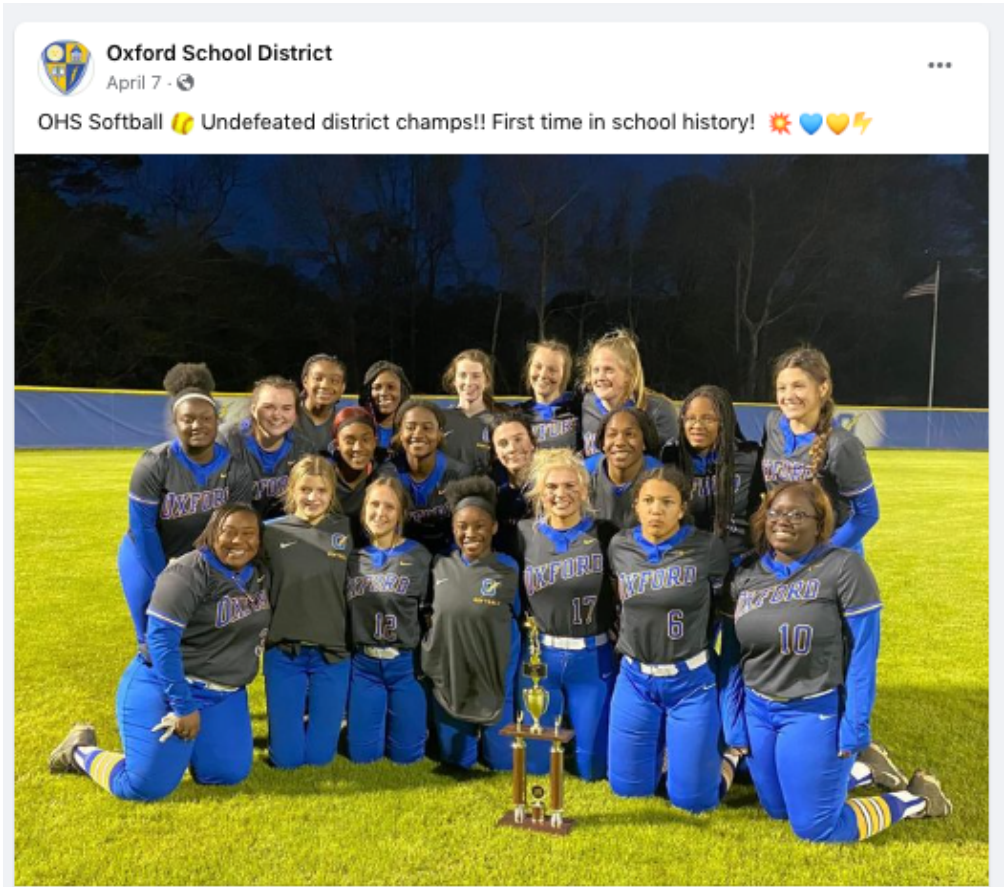 Oxford School District
April 7 ·
OHS Softball 🥎 Undefeated district champs!! First time in school history! 💥💙💛⚡
OXFORD
OXFORD
12
OXFORD
17
OXFORD
6
OXFORD
10